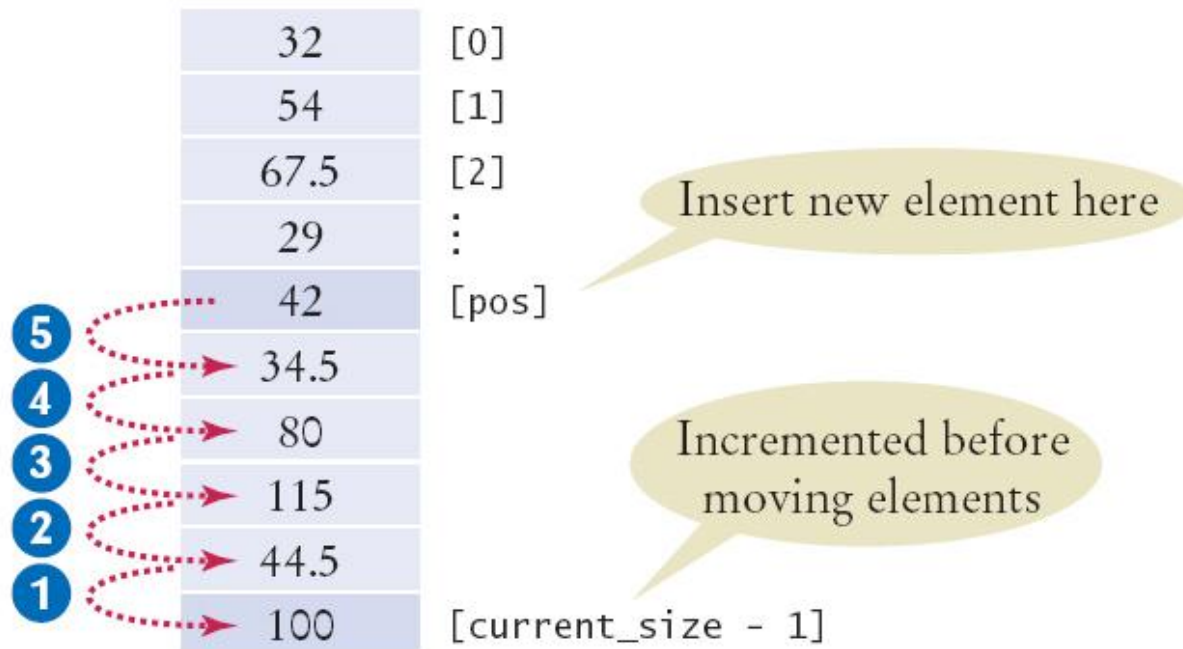 32 [0]
54 [1]
67.5 [2]
Insert new element here
29 ⋮
42 [pos]
5
34.5
4
80
Incremented before
moving elements
3
115
2
44.5
1
100 [current_size - 1]